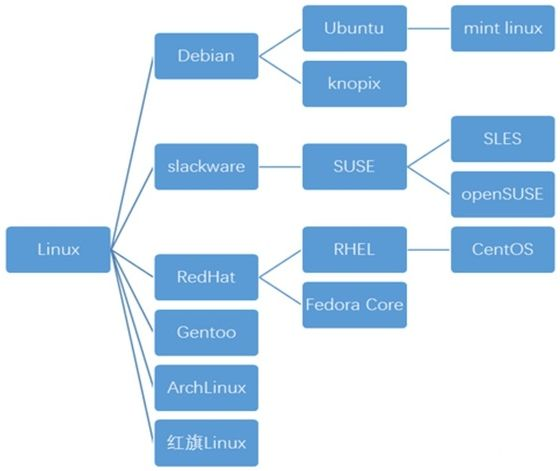 Linux
Debian
Ubuntu
mint linux
knopix
slackware
SUSE
SLES
openSUSE
RedHat
RHEL
CentOS
Fedora Core
Gentoo
ArchLinux
红旗Linux